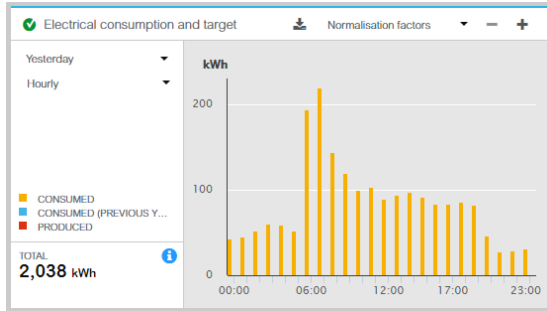 Electrical consumption and target
Normalisation factors
Yesterday
Hourly
CONSUMED
CONSUMED (PREVIOUS Y...
PRODUCED
TOTAL
2,038 kWh
kWh
200
100
0
00:00 06:00 12:00 17:00 23:00